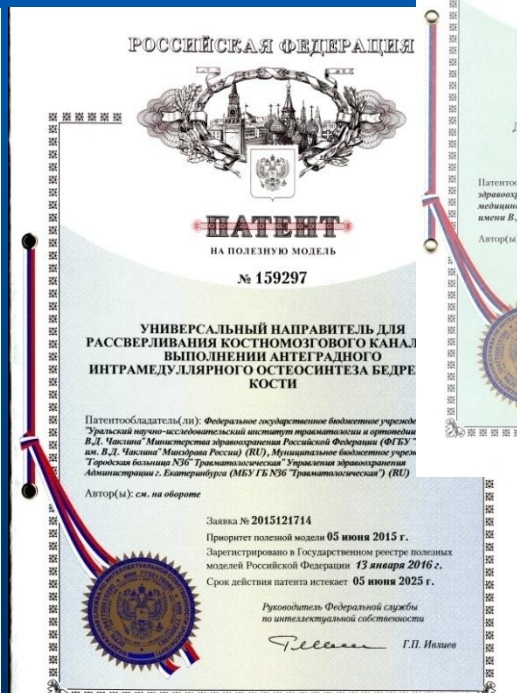 РОССИЙСКАЯ ФЕДЕРАЦИЯ
ПАТЕНТ
НА ПОЛЕЗНУЮ МОДЕЛЬ
№ 159297
УНИВЕРСАЛЬНЫЙ НАПРАВИТЕЛЬ ДЛЯ
РАССВЕРЛИВАНИЯ КОСТНОМОЗГОВОГО КАНАЛ
ВЫПОЛНЕНИИ АНТЕГРАДНОГО
ИНТРАМЕДУЛЛЯРНОГО ОСТЕОСИНТЕЗА БЕДРЕ
КОСТИ
Патентообладатель(ли): Федеральное государственное бюджетное учрежде
"Уральский научно-исследовательский институт травматологии и ортопедии
В.Д. Чаклина" Министерства здравоохранения Российской Федерации (ФГБУ "
им. В.Д. Чаклина" Минздрава России) (RU), Муниципальное бюджетное учреж
"Городская больница N36 "Травматологическая" Управления здравоохранения
Администрации г. Екатеринбурга (МБУ ГБ N36 "Травматологическая") (RU)
Автор(ы): см. на обороте
Заявка № 2015121714
Приоритет полезной модели 05 июня 2015 г.
Зарегистрировано в Государственном реестре полезных
моделей Российской Федерации 13 января 2016 г.
Срок действия патента истекает 05 июня 2025 г.
Руководитель Федеральной службы
по интеллектуальной собственности
Г.П. Ивлиев
Патентоо
здравоохр
медицинс
имени В.
Автор(ы